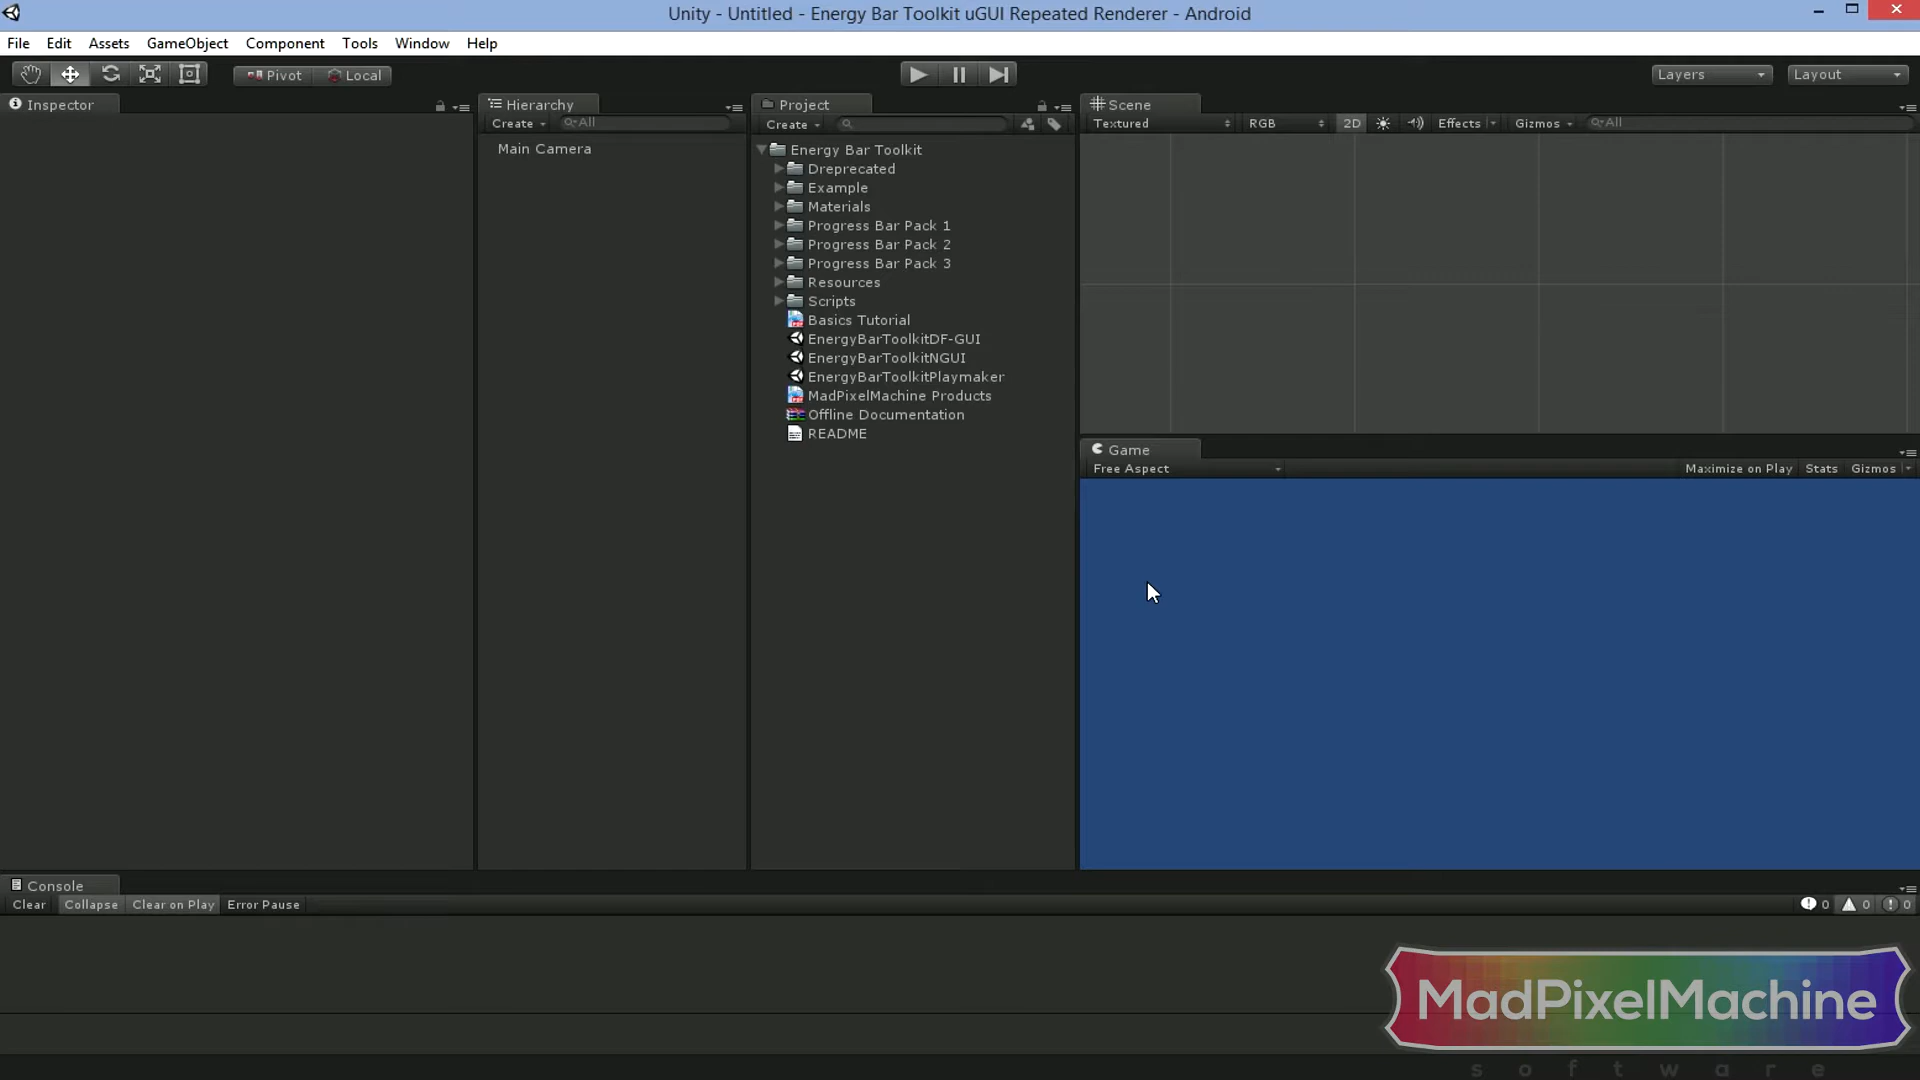 Unity - Untitled - Energy Bar Toolkit uGUI Repeated Renderer - Android
File Edit Assets GameObject Component Tools Window Help
Pivot Local Layers Layout
Inspector
Hierarchy
Create All
Main Camera
Project
Create
Energy Bar Toolkit
Dreprecated
Example
Materials
Progress Bar Pack 1
Progress Bar Pack 2
Progress Bar Pack 3
Resources
Scripts
Basics Tutorial
EnergyBarToolkitDF-GUI
EnergyBarToolkitNGUI
EnergyBarToolkitPlaymaker
MadPixelMachine Products
Offline Documentation
README
Scene
Textured RGB 2D Effects Gizmos All
Game
Free Aspect Maximize on Play Stats Gizmos
Console
Clear Collapse Clear on Play Error Pause 0 0 0
MadPixelMachine
software